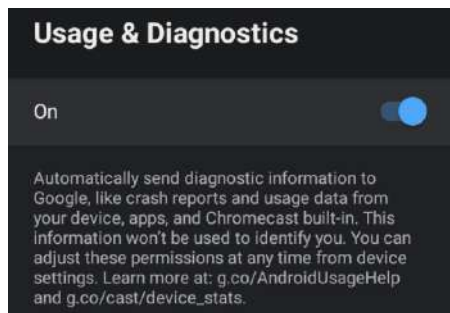 Usage & Diagnostics
On
Automatically send diagnostic information to
Google, like crash reports and usage data from
your device, apps, and Chromecast built-in. This
information won't be used to identify you. You can
adjust these permissions at any time from device
settings. Learn more at: g.co/AndroidUsageHelp
and g.co/cast/device_stats.